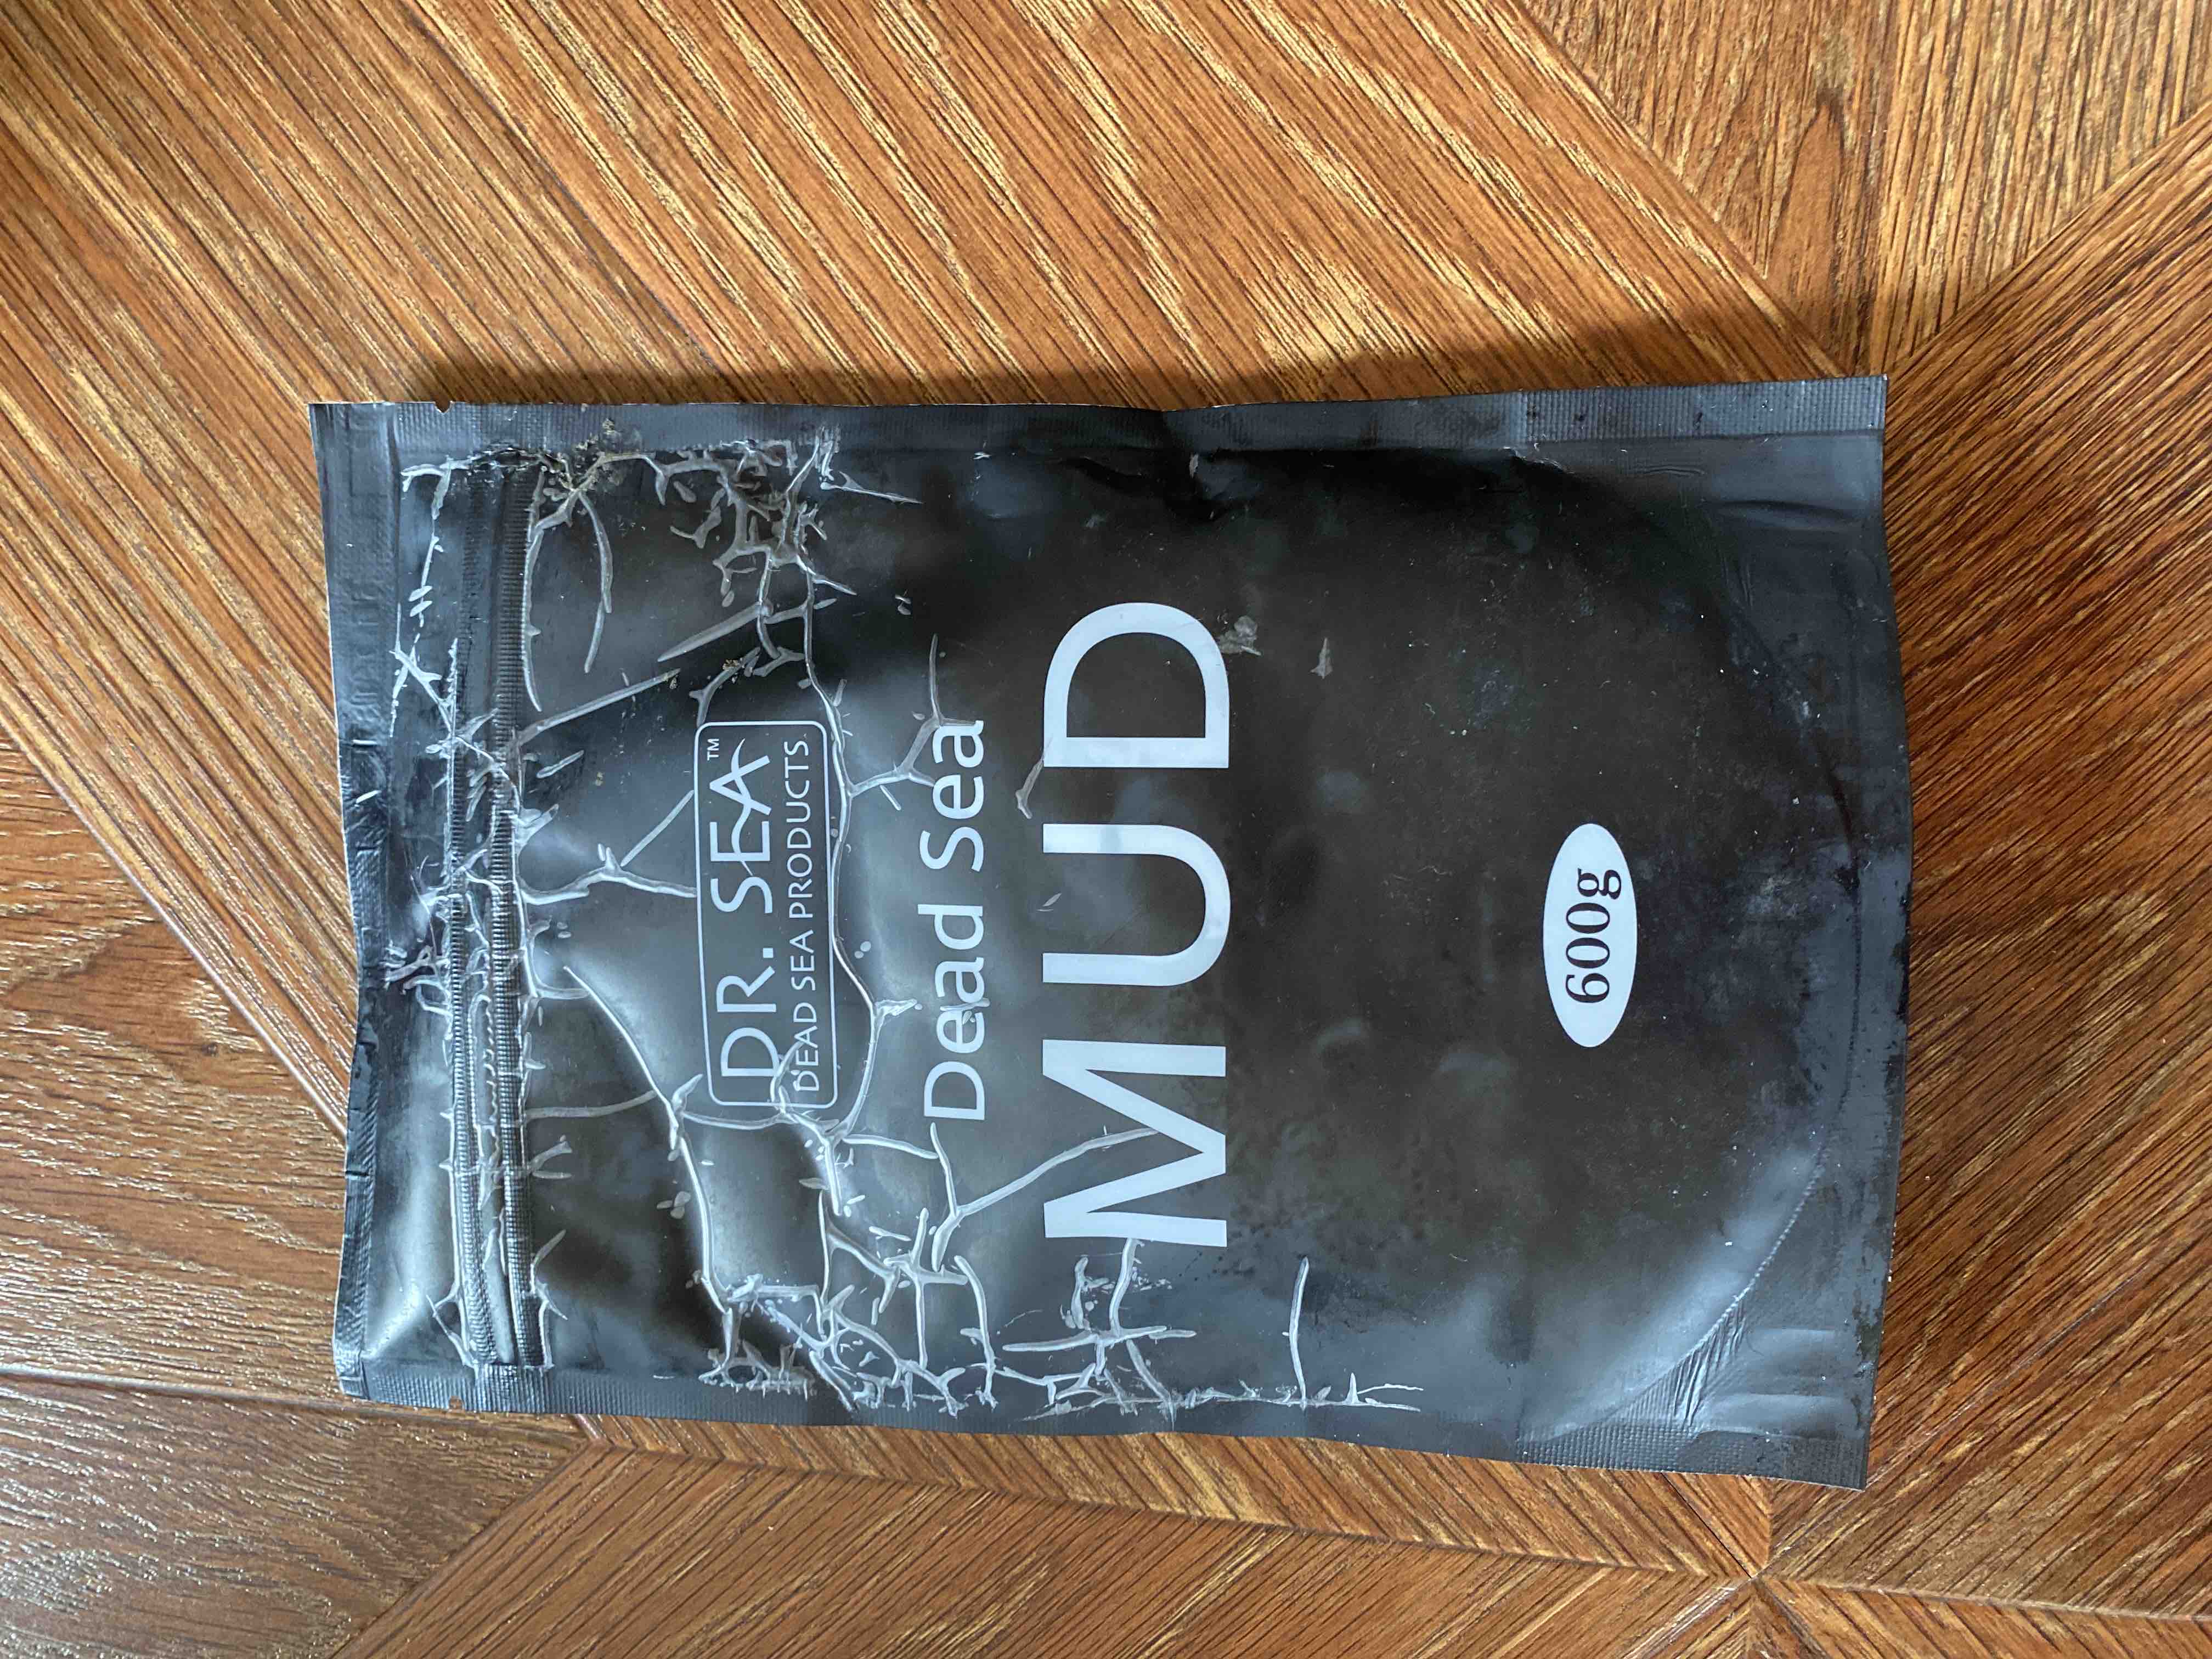 DR. SEA™
DEAD SEA PRODUCTS
Dead Sea
MUD
600g